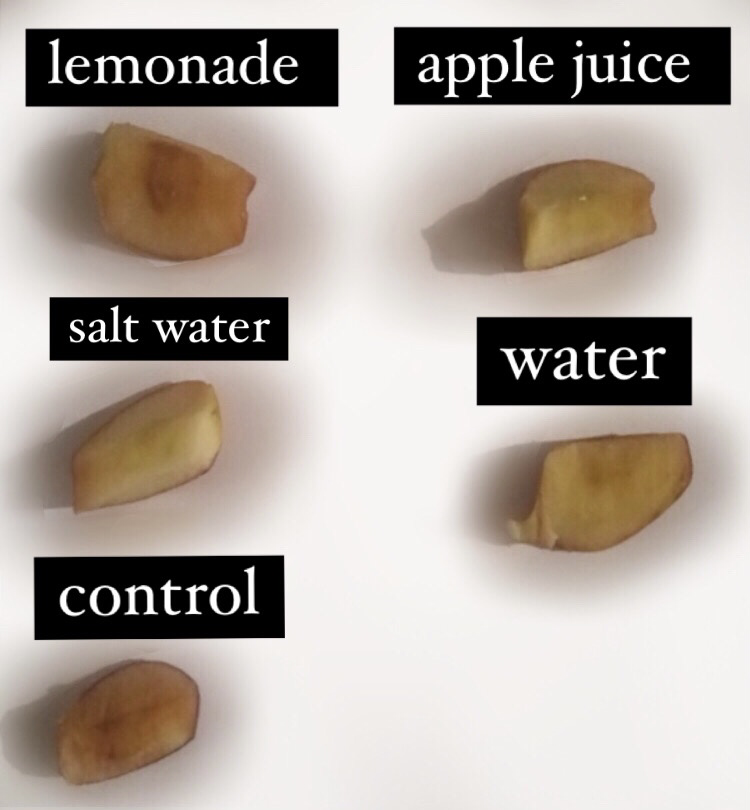 lemonade
apple juice
salt water
water
control